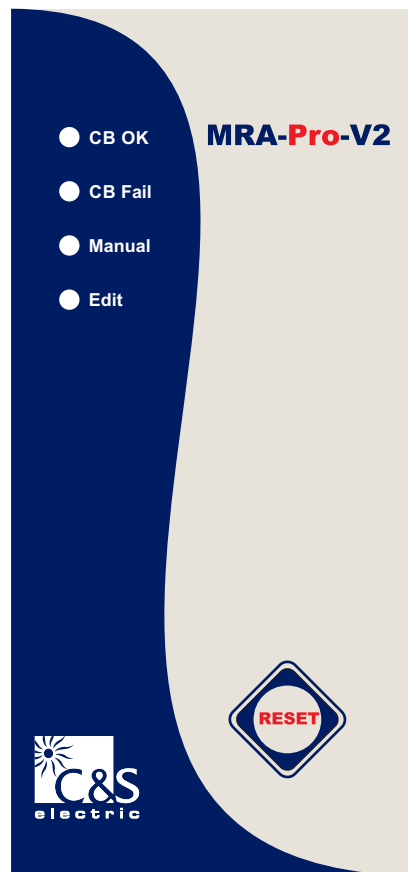 MRA-Pro-V2
CB OK
CB Fail
Manual
Edit
RESET
C&S
electric